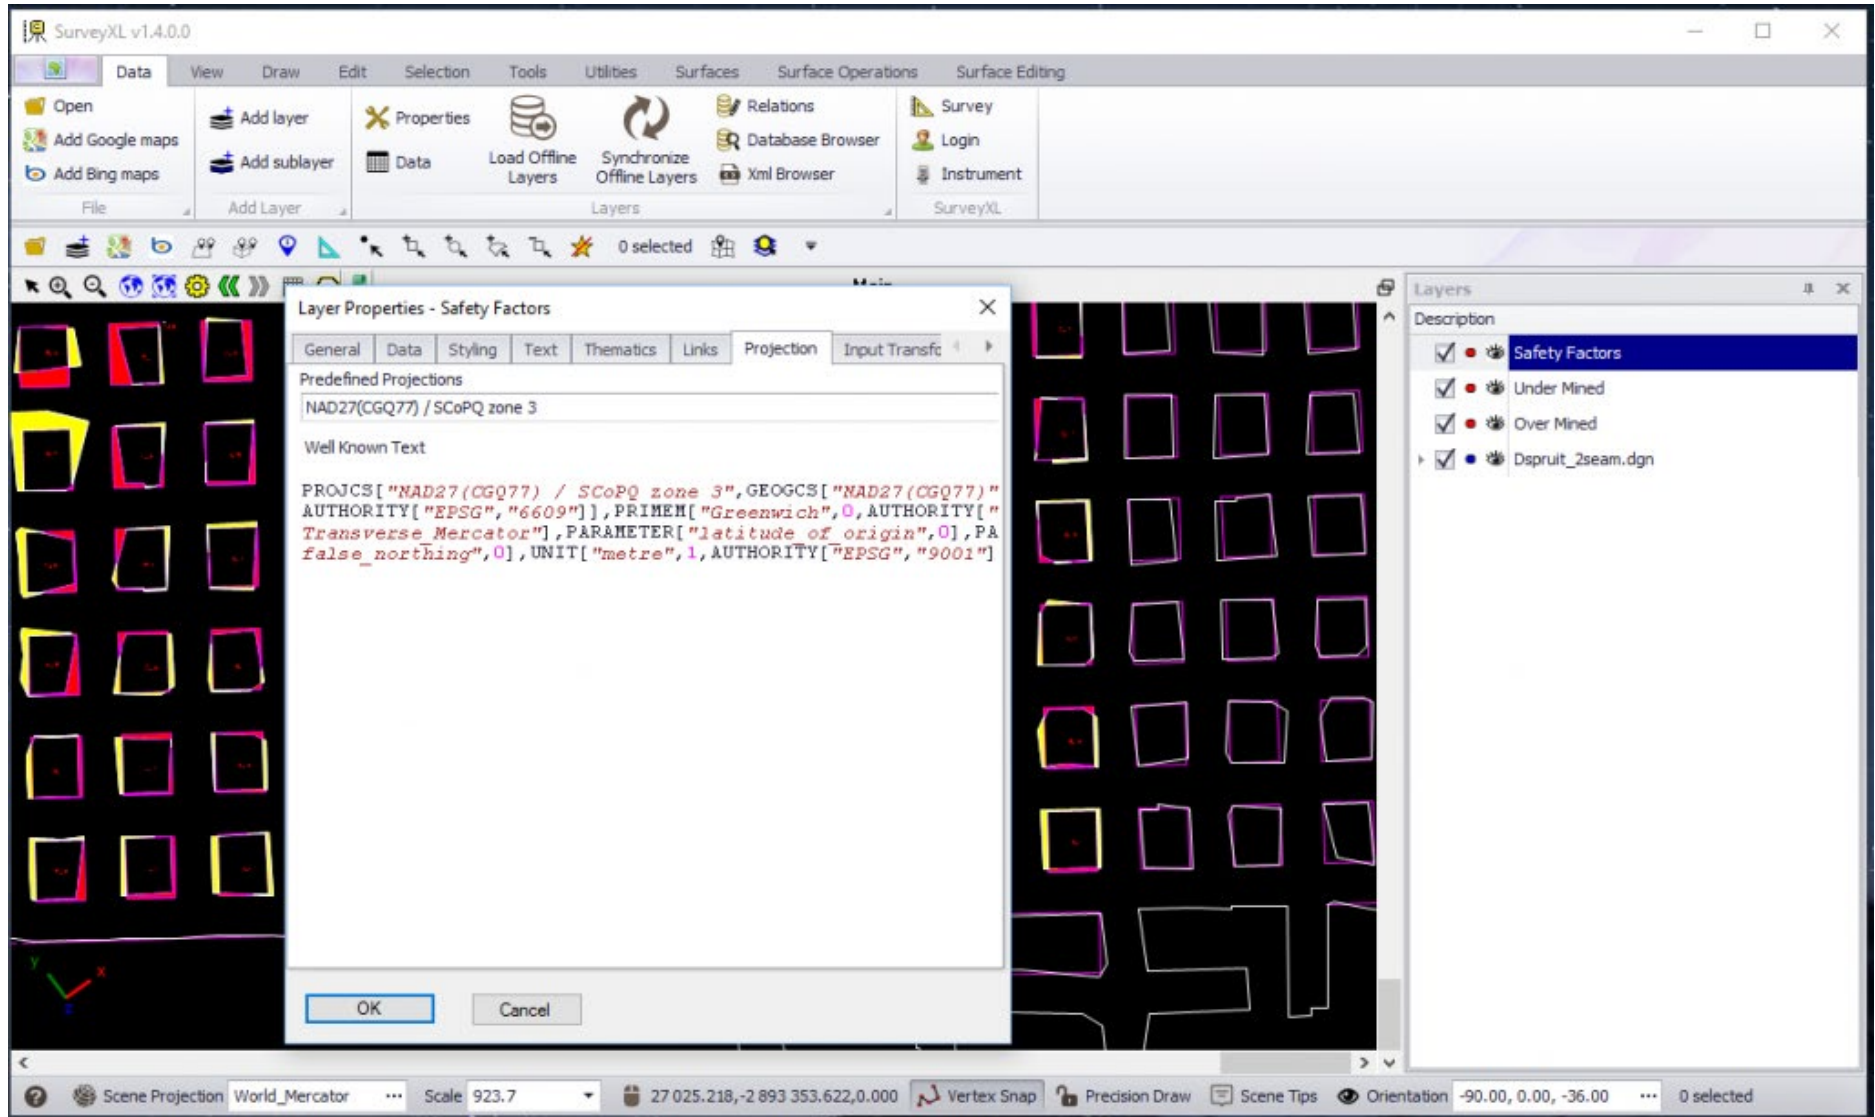 SurveyXL v1.4.0.0
Data View Draw Edit Selection Tools Utilities Surfaces Surface Operations Surface Editing
Open
Add Google maps
Add Bing maps
File
Add layer
Add sublayer
Add Layer
Properties
Data
Load Offline
Layers
Synchronize
Offline Layers
Relations
Database Browser
Xml Browser
Layers
Survey
Login
Instrument
SurveyXL
0 selected
Layer Properties - Safety Factors
General Data Styling Text Thematics Links Projection Input Transfo
Predefined Projections
NAD27(CGQ77) / SCoPQ zone 3
Well Known Text
PROJCS["NAD27(CGQ77) / SCoPQ zone 3",GEOGCS["NAD27(CGQ77)"
AUTHORITY["EPSG","6609"]],PRIMEM["Greenwich",0,AUTHORITY["
Transverse_Mercator"],PARAMETER["latitude_of_origin",0],PA
false_northing",0],UNIT["metre",1,AUTHORITY["EPSG","9001"]
OK Cancel
Layers
Description
Safety Factors
Under Mined
Over Mined
Dspruit_2seam.dgn
y x
z
Scene Projection World_Mercator ... Scale 923.7 27 025.218,-2 893 353.622,0.000 Vertex Snap Precision Draw Scene Tips Orientation -90.00, 0.00, -36.00 ... 0 selected